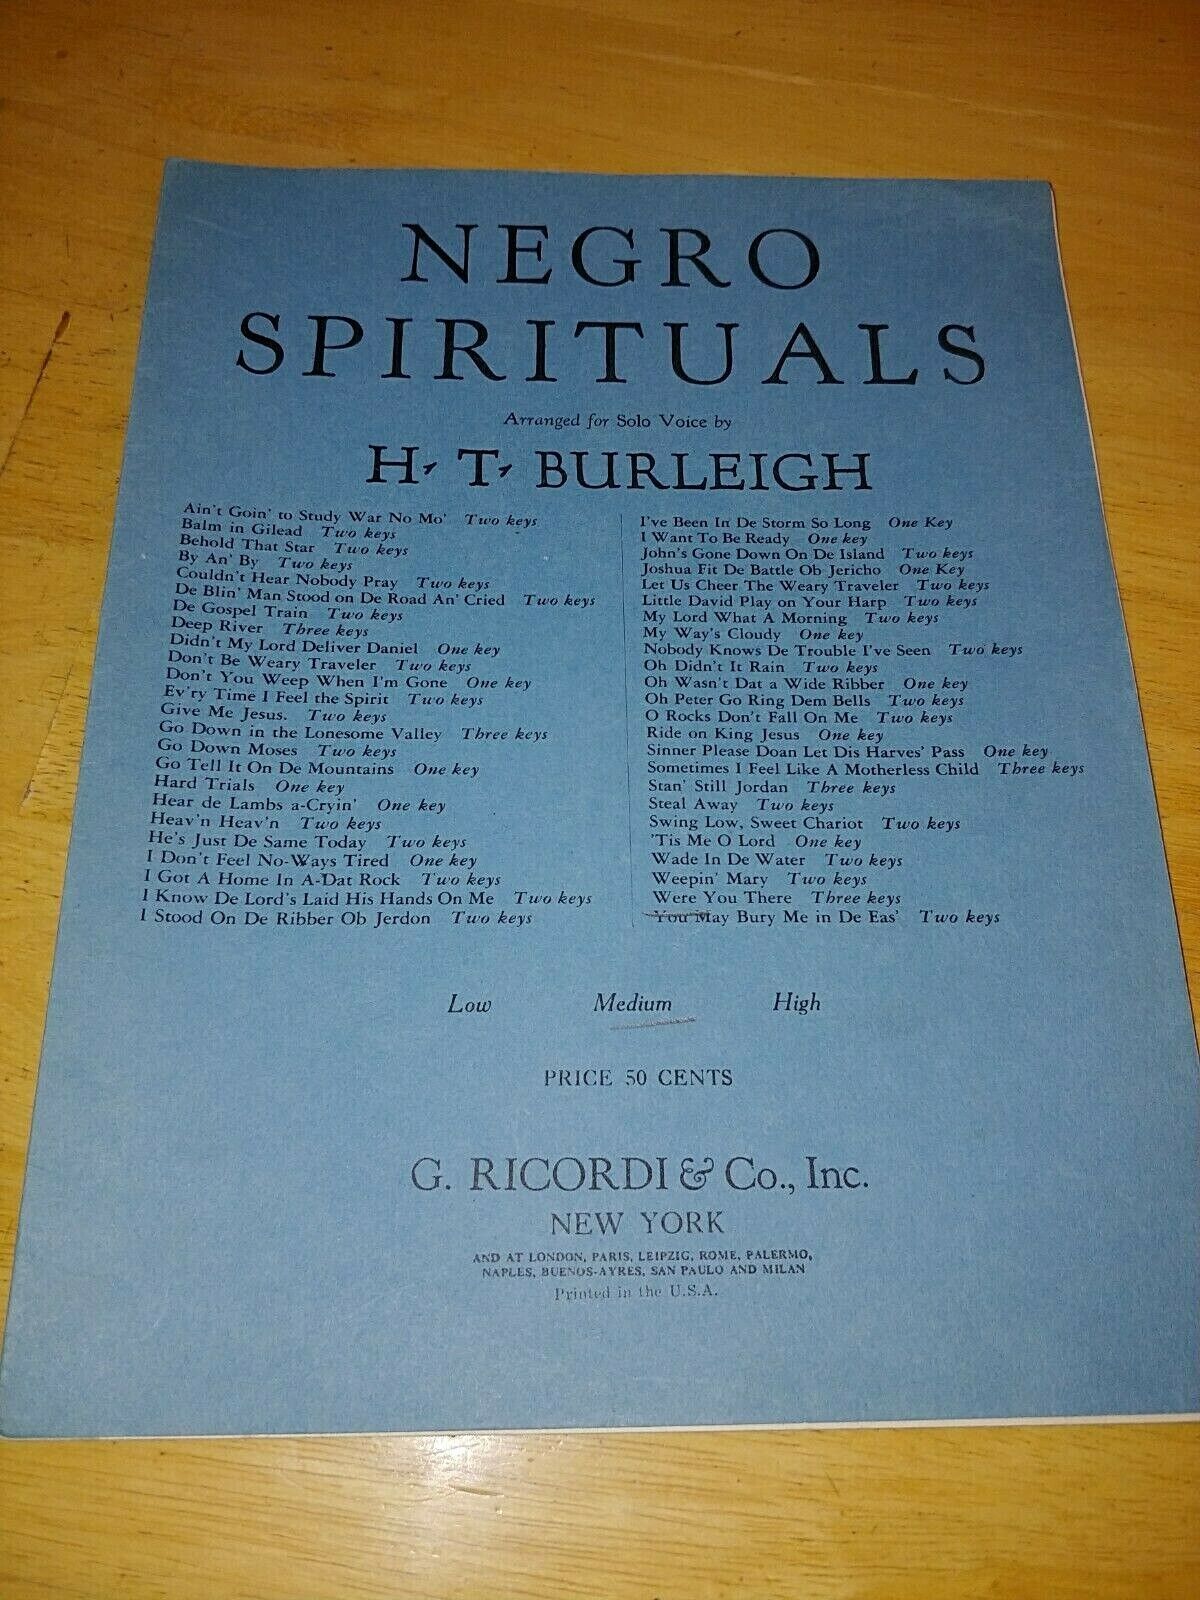 NEGRO
SPIRITUALS
Arranged for Solo Voice by
H. T. BURLEIGH
Ain't Goin' to Study War No Mo' Two keys
Balm in Gilead Two keys
Behold That Star Two keys
By An' By Two keys
Couldn't Hear Nobody Pray Two keys
De Blin' Man Stood on De Road An' Cried Two keys
De Gospel Train Two keys
Deep River Three keys
Didn't My Lord Deliver Daniel One key
Don't Be Weary Traveler Two keys
Don't You Weep When I'm Gone One key
Ev'ry Time I Feel the Spirit Two keys
Give Me Jesus. Two keys
Go Down in the Lonesome Valley Three keys
Go Down Moses Two keys
Go Tell It On De Mountains One key
Hard Trials One key
Hear de Lambs a-Cryin' One key
Heav'n Heav'n Two keys
He's Just De Same Today Two keys
I Don't Feel No-Ways Tired One key
I Got A Home In A-Dat Rock Two keys
I Know De Lord's Laid His Hands On Me Two keys
I Stood On De Ribber Ob Jerdon Two keys
I've Been In De Storm So Long One Key
I Want To Be Ready One key
John's Gone Down On De Island Two keys
Joshua Fit De Battle Ob Jericho One Key
Let Us Cheer The Weary Traveler Two keys
Little David Play on Your Harp Two keys
My Lord What A Morning Two keys
My Way's Cloudy One key
Nobody Knows De Trouble I've Seen Two keys
Oh Didn't It Rain Two keys
Oh Wasn't Dat a Wide Ribber One key
Oh Peter Go Ring Dem Bells Two keys
O Rocks Don't Fall On Me Two keys
Ride on King Jesus One key
Sinner Please Doan Let Dis Harves' Pass One key
Sometimes I Feel Like A Motherless Child Three keys
Stan' Still Jordan Three keys
Steal Away Two keys
Swing Low, Sweet Chariot Two keys
'Tis Me O Lord One key
Wade In De Water Two keys
Weepin' Mary Two keys
Were You There Three keys
You May Bury Me in De Eas' Two keys
Low Medium High
PRICE 50 CENTS
G. RICORDI & Co., Inc.
NEW YORK
AND AT LONDON, PARIS, LEIPZIG, ROME, PALERMO,
NAPLES, BUENOS-AYRES, SAN PAULO AND MILAN
Printed in the U.S.A.